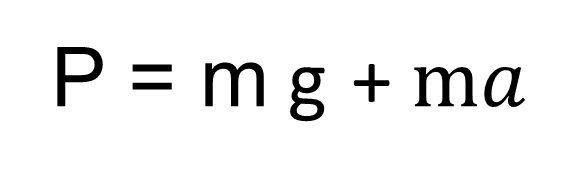 P = m g + ma